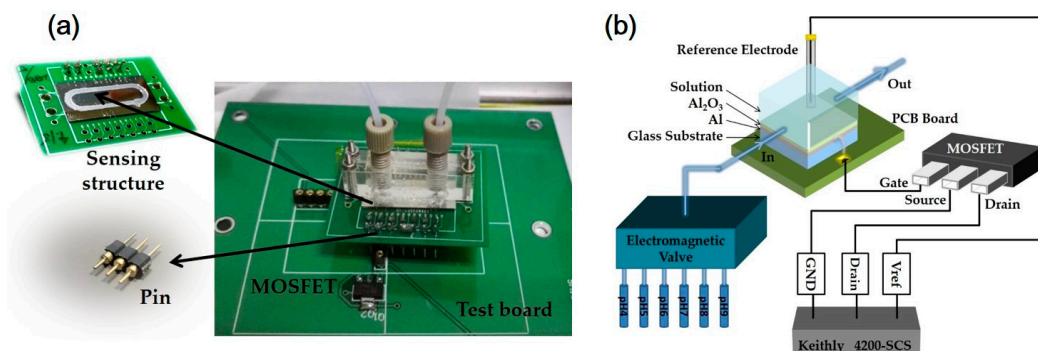 (a)
Sensing
structure
Pin
MOSFET
Test board
(b)
Reference Electrode
Solution
Al₂O₃
Al
Glass Substrate
In
Out
PCB Board
MOSFET
Gate
Source
Drain
Electromagnetic
Valve
pH4
pH5
pH6
pH7
pH8
pH9
GND
Drain
Vref
Keithly 4200-SCS